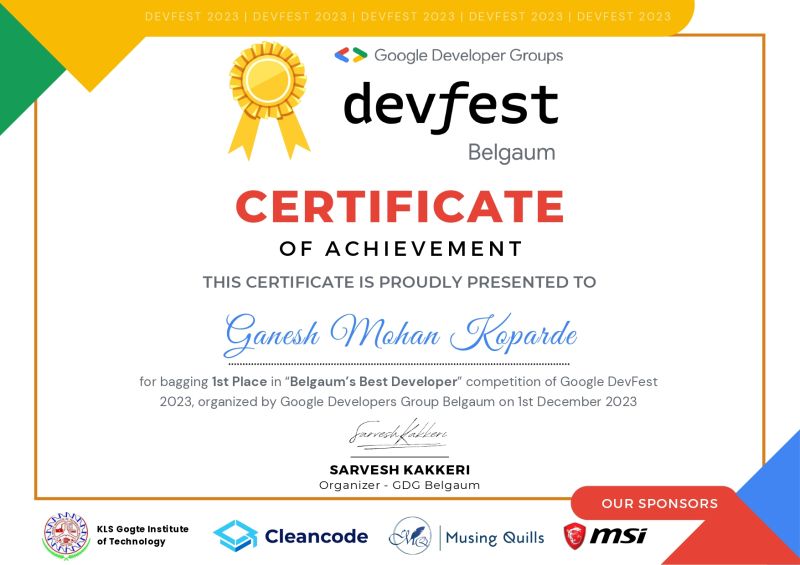 DEVFEST 2023 | DEVFEST 2023 | DEVFEST 2023 | DEVFEST 2023 | DEVFEST 2023 | DEVFEST 2023
Google Developer Groups
devfest
Belgaum
CERTIFICATE
OF ACHIEVEMENT
THIS CERTIFICATE IS PROUDLY PRESENTED TO
Ganesh Mohan Koparde
for bagging 1st Place in “Belgaum’s Best Developer” competition of Google DevFest
2023, organized by Google Developers Group Belgaum on 1st December 2023
Sarvesh Kakkeri
SARVESH KAKKERI
Organizer - GDG Belgaum
OUR SPONSORS
KLS Gogte Institute
of Technology
Cleancode
MQ
Musing Quills
msi